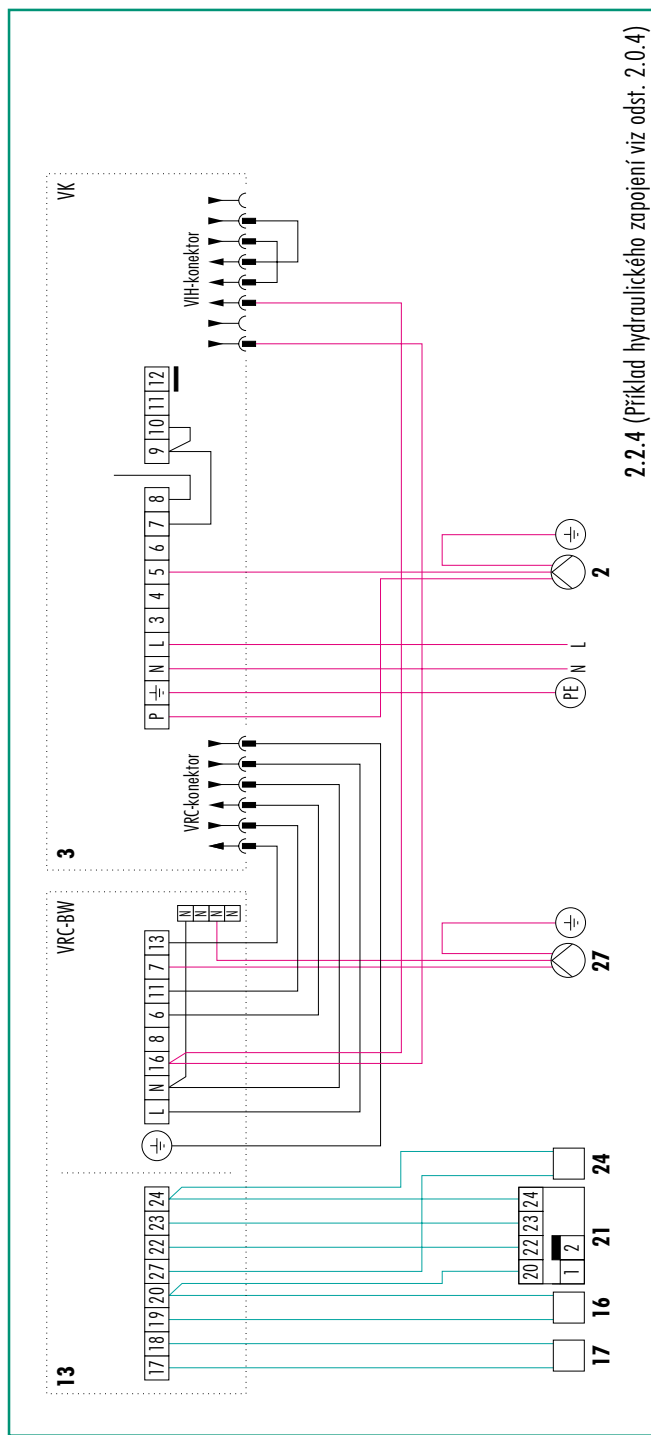 13
VRC-BW
3
VK
17 18 19 20 27 22 23 24
L N 16 8 6 11 7 13
N N N N
VRC-konektor
P N L 3 4 5 6 7 8
9 10 11 12
VIH-konektor
20 22 23 24
1 2
17
16
21
24
27
PE N L
2
2.2.4 (Příklad hydraulického zapojení viz odst. 2.0.4)